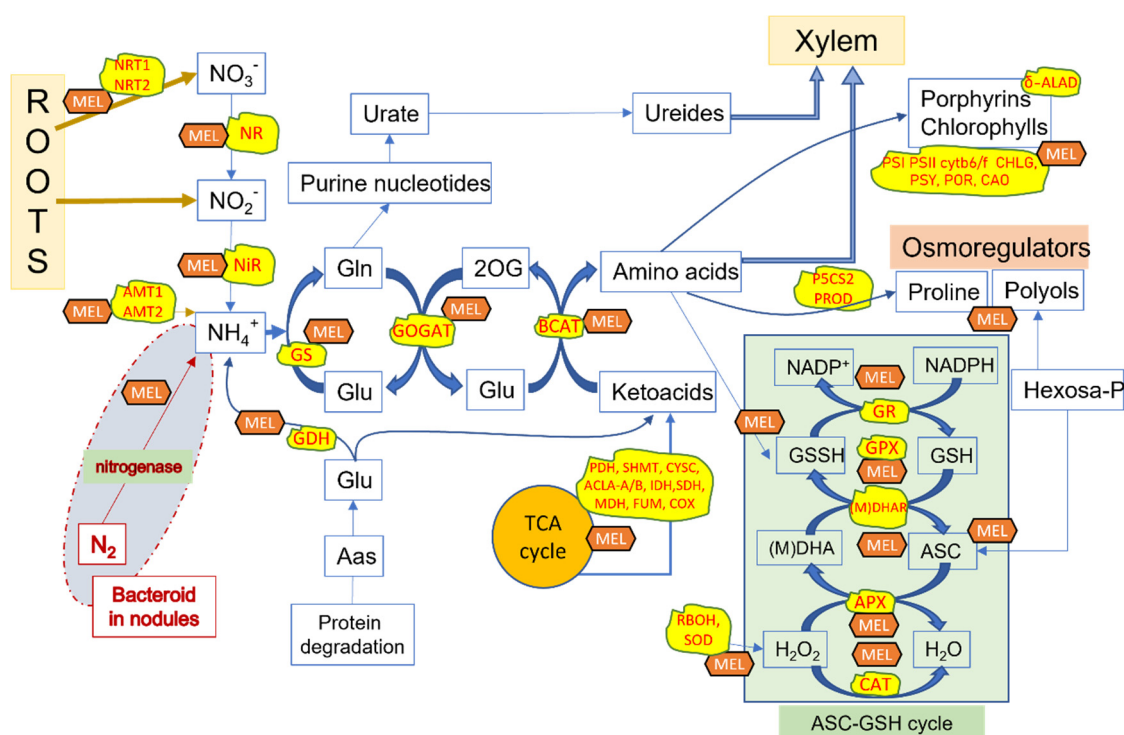 Xylem
NRT1
NRT2
MEL
NO3-
δ-ALAD
R
O
O
T
S
Urate
Ureides
Porphyrins
Chlorophylls
MEL
NR
MEL
PSI PSII cytb6/f CHLG,
PSY, POR, CAO
Purine nucleotides
NO2-
Osmoregulators
MEL
NiR
Gln
2OG
Amino acids
P5CS2
PROD
Proline
Polyols
AMT1
AMT2
MEL
MEL
MEL
NH4+
MEL
GOGAT
BCAT
MEL
GS
NADP+
MEL
NADPH
Glu
Glu
Ketoacids
Hexosa-P
MEL
MEL
GR
MEL
GDH
GSSH
GPX
GSH
MEL
nitrogenase
Glu
PDH, SHMT, CYSC,
ACLA-A/B, IDH,SDH,
MDH, FUM, COX
(M)DHAR
TCA
cycle
MEL
MEL
N2
Aas
(M)DHA
MEL
ASC
Bacteroid
in nodules
APX
Protein
degradation
RBOH,
SOD
MEL
MEL
H2O2
MEL
H2O
CAT
ASC-GSH cycle